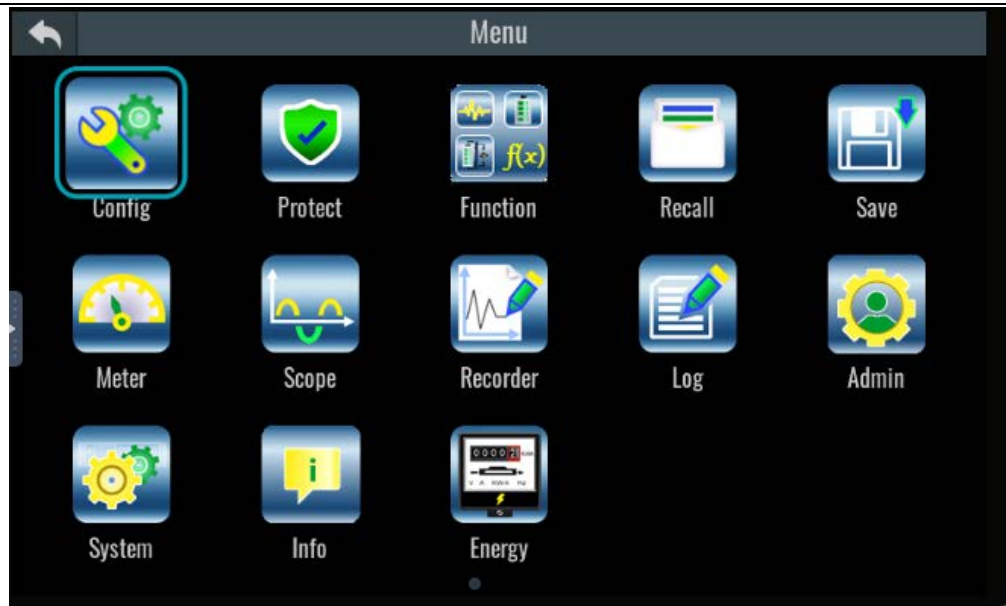 Menu
Config
Protect
Function
f(x)
Recall
Save
Meter
Scope
Recorder
Log
Admin
System
Info
i
Energy